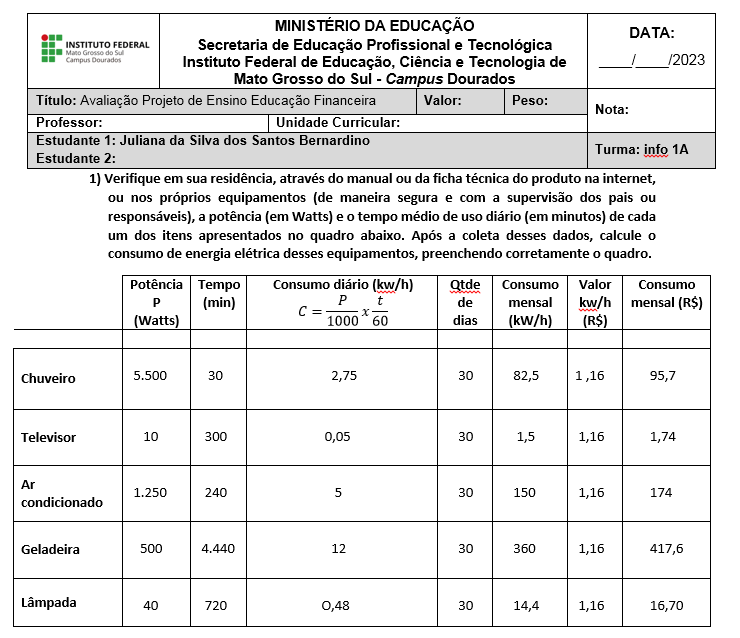 INSTITUTO FEDERAL
Mato Grosso do Sul
Campus Dourados
MINISTÉRIO DA EDUCAÇÃO
Secretaria de Educação Profissional e Tecnológica
Instituto Federal de Educação, Ciência e Tecnologia de
Mato Grosso do Sul - Campus Dourados
DATA:
____/____/2023
Título: Avaliação Projeto de Ensino Educação Financeira
Valor:
Peso:
Nota:
Professor:
Unidade Curricular:
Estudante 1: Juliana da Silva dos Santos Bernardino
Estudante 2:
Turma: info 1A
1) Verifique em sua residência, através do manual ou da ficha técnica do produto na internet,
ou nos próprios equipamentos (de maneira segura e com a supervisão dos pais ou
responsáveis), a potência (em Watts) e o tempo médio de uso diário (em minutos) de cada
um dos itens apresentados no quadro abaixo. Após a coleta desses dados, calcule o
consumo de energia elétrica desses equipamentos, preenchendo corretamente o quadro.
Potência P (Watts) Tempo (min) Consumo diário (kw/h) C = P/1000 x t/60 Qtde de dias Consumo mensal (kW/h) Valor kw/h (R$) Consumo mensal (R$)
Chuveiro 5.500 30 2,75 30 82,5 1 ,16 95,7
Televisor 10 300 0,05 30 1,5 1,16 1,74
Ar condicionado 1.250 240 5 30 150 1,16 174
Geladeira 500 4.440 12 30 360 1,16 417,6
Lâmpada 40 720 O,48 30 14,4 1,16 16,70